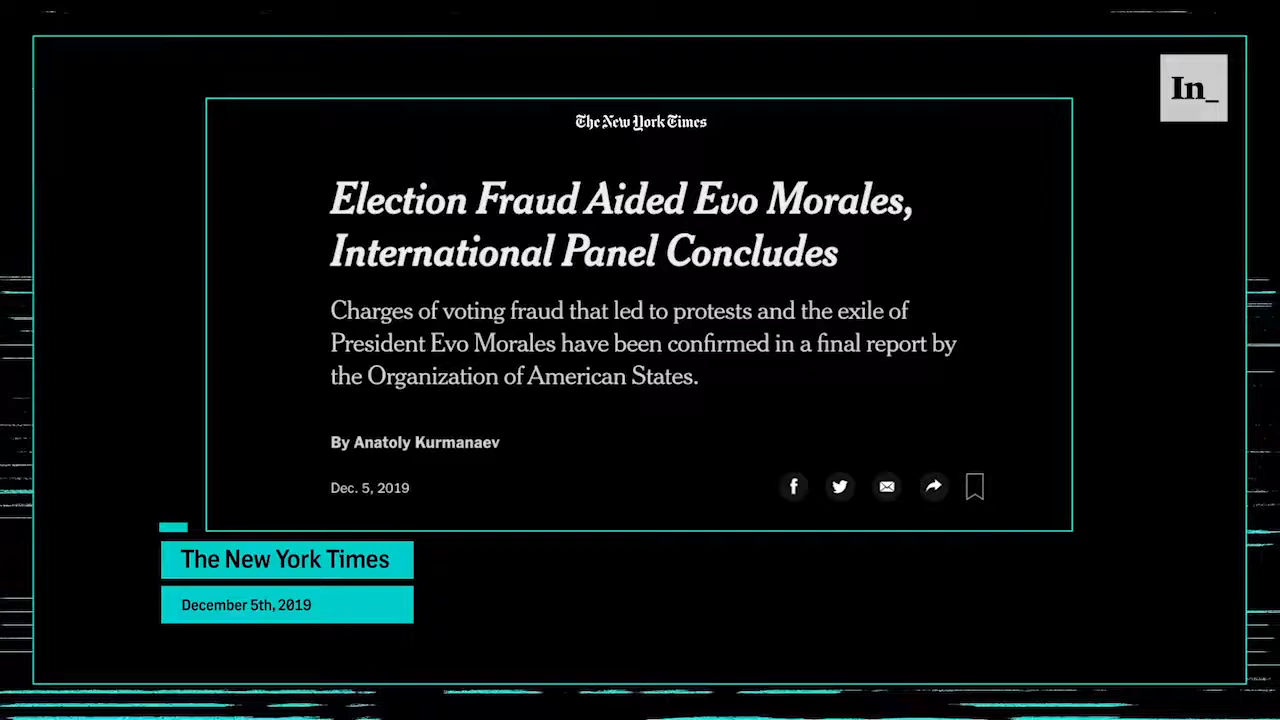 In_
The New York Times
Election Fraud Aided Evo Morales,
International Panel Concludes
Charges of voting fraud that led to protests and the exile of
President Evo Morales have been confirmed in a final report by
the Organization of American States.
By Anatoly Kurmanaev
Dec. 5, 2019
The New York Times
December 5th, 2019